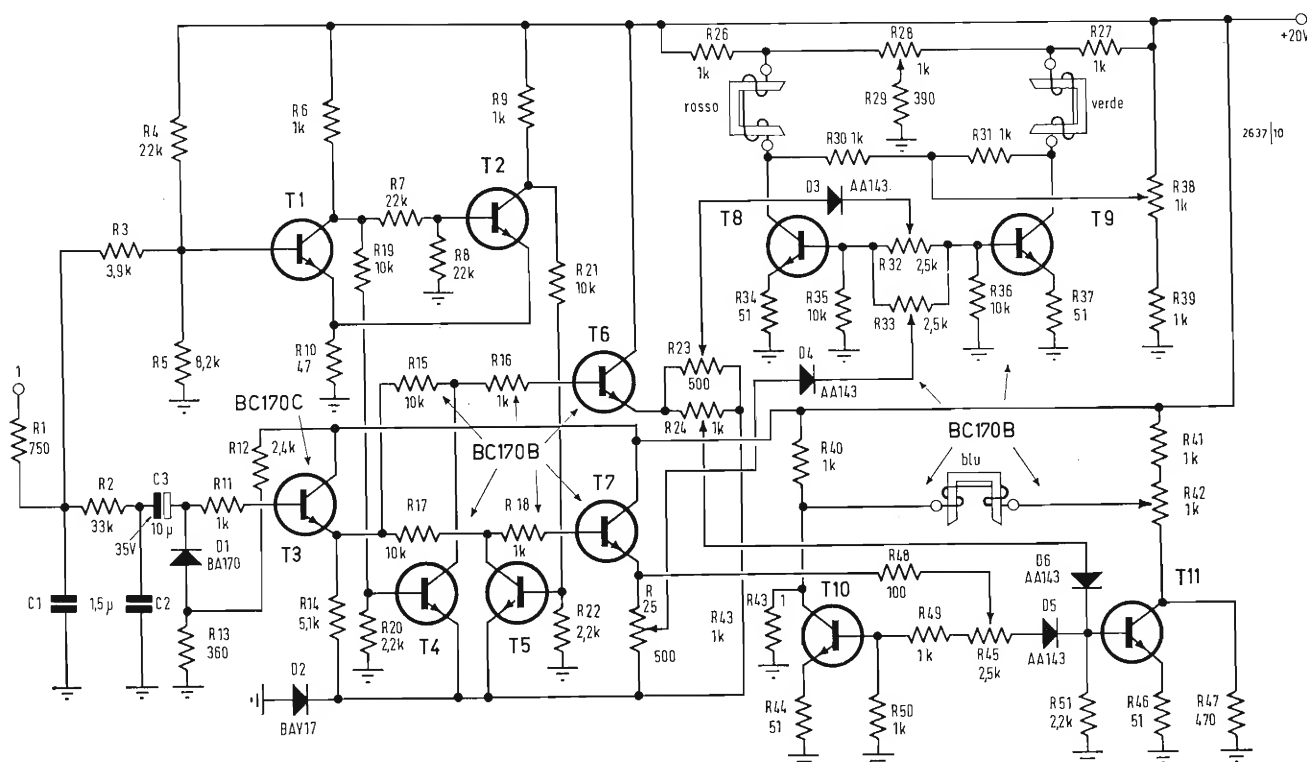 +20V
R26
1k
R28
1k
R27
1k
R29
390
rosso
verde
2637|10
R4
22k
R6
1k
R9
1k
T1
R7
22k
T2
R3
3,9k
R19
10k
R8
22k
R21
10k
R30 1k
R31 1k
D3
AA143
R38
1k
T8
T9
R32
2,5k
R33
2,5k
R34
51
R35
10k
R36
10k
R37
51
R39
1k
R5
8,2k
R10
47
T6
R15
10k
R16
1k
R23
500
R24
1k
D4
AA143
1
R1
750
BC170C
R12
2,4k
BC170B
BC170B
R40
1k
blu
R41
1k
R42
1k
R2
33k
C3
10µ
35V
R11
1k
T3
R17
10k
R18
1k
T7
D1
BA170
C1
1,5µ
C2
R13
360
R14
5,1k
R20
2,2k
T4
T5
R22
2,2k
R
25
500
R43
1k
R48
100
D6
AA143
T11
T10
R43
1
R49
1k
R45
2,5k
D5
AA143
D2
BAY17
R44
51
R50
1k
R51
2,2k
R46
51
R47
470